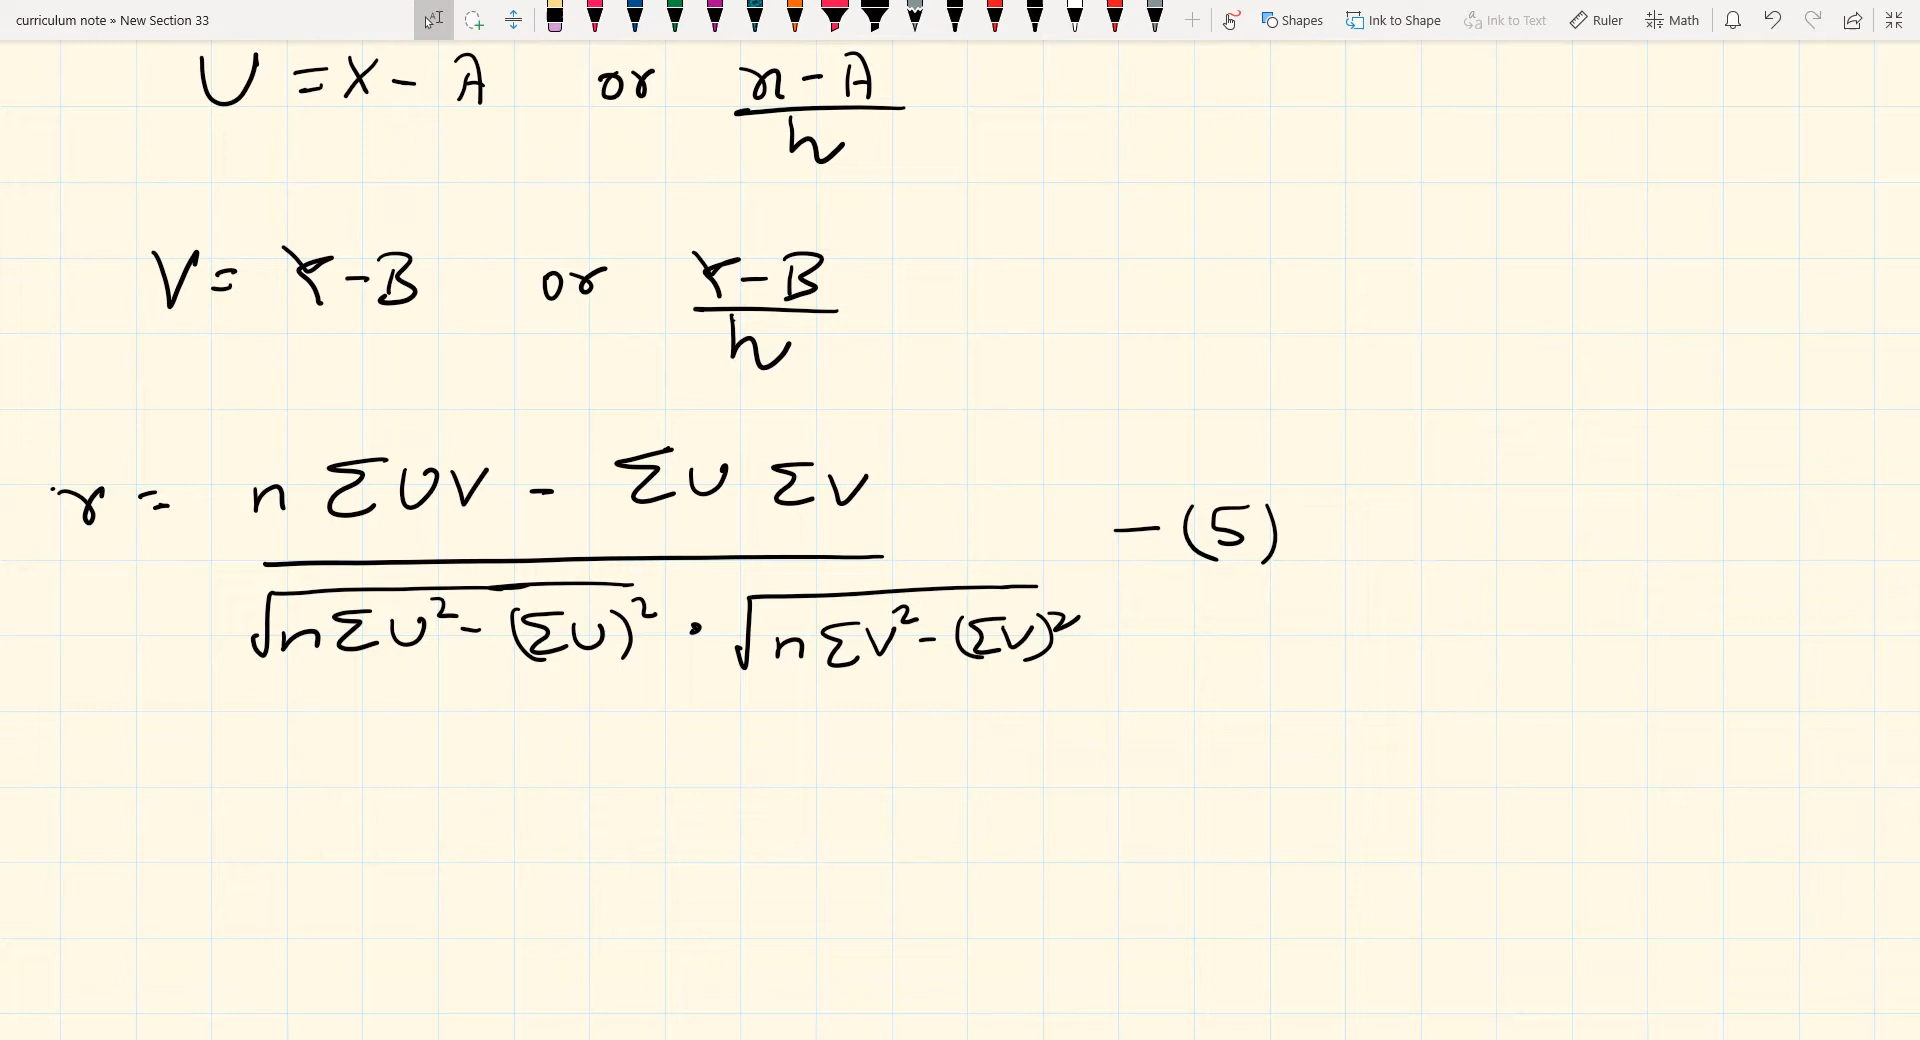 curriculum note » New Section 33
Shapes Ink to Shape Ink to Text Ruler Math
U = X - A or x - A / h
V = Y - B or Y - B / h
r = n ΣUV - ΣU ΣV / √(nΣU² - (ΣU)²) · √(nΣV² - (ΣV)²) — (5)